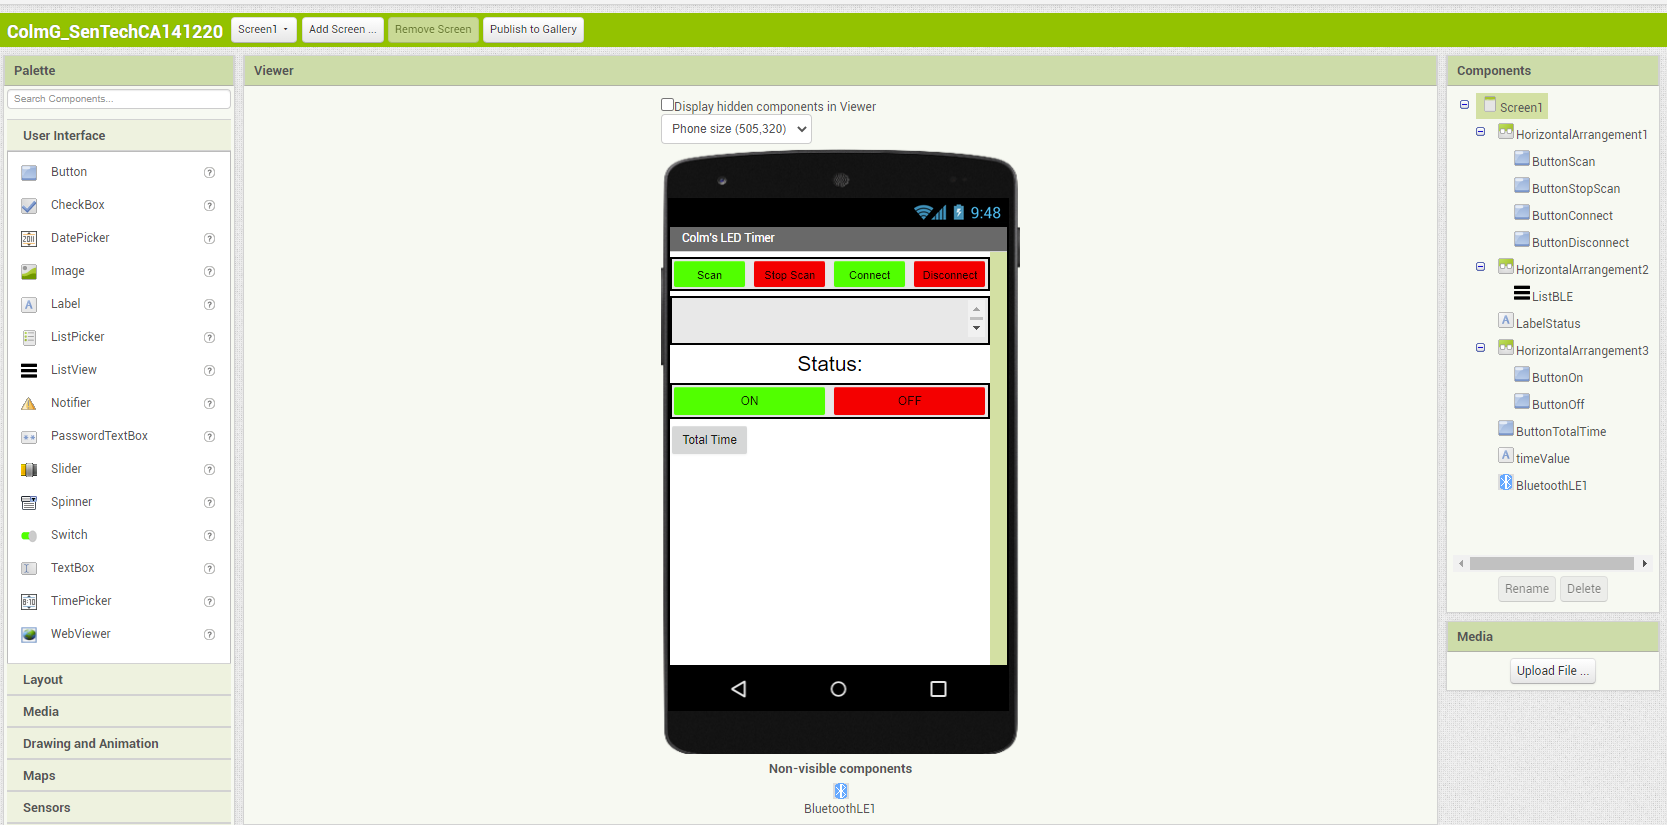 ColmG_SenTechCA141220
Screen1
Add Screen ...
Remove Screen
Publish to Gallery
Palette
Search Components...
User Interface
Button
?
CheckBox
?
DatePicker
?
Image
?
Label
?
ListPicker
?
ListView
?
Notifier
?
PasswordTextBox
?
Slider
?
Spinner
?
Switch
?
TextBox
?
TimePicker
?
WebViewer
?
Layout
Media
Drawing and Animation
Maps
Sensors
Viewer
Display hidden components in Viewer
Phone size (505,320)
9:48
Colm's LED Timer
Scan
Stop Scan
Connect
Disconnect
Status:
ON
OFF
Total Time
Non-visible components
BluetoothLE1
Components
Screen1
HorizontalArrangement1
ButtonScan
ButtonStopScan
ButtonConnect
ButtonDisconnect
HorizontalArrangement2
ListBLE
LabelStatus
HorizontalArrangement3
ButtonOn
ButtonOff
ButtonTotalTime
timeValue
BluetoothLE1
Rename
Delete
Media
Upload File ...